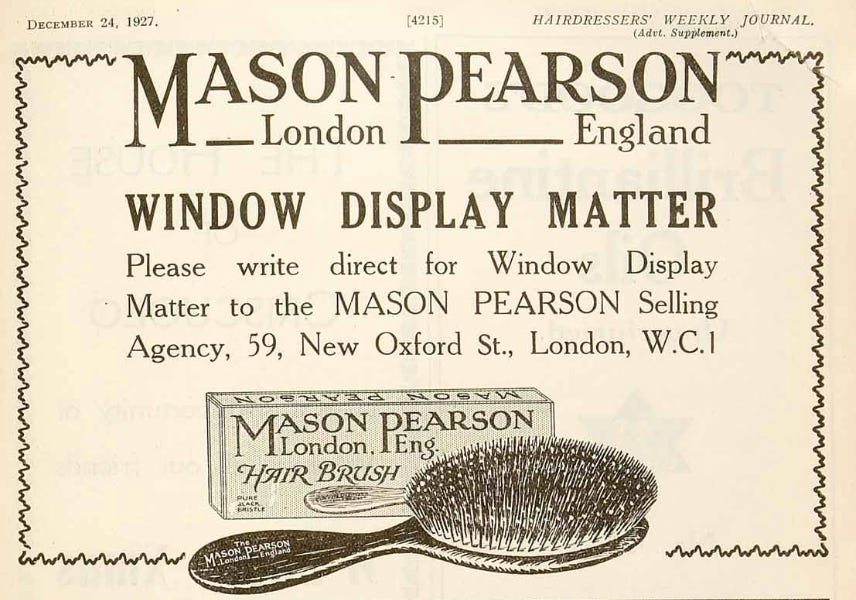 DECEMBER 24, 1927. [4215] HAIRDRESSERS' WEEKLY JOURNAL.
(Advt. Supplement.)
MASON PEARSON
London England
WINDOW DISPLAY MATTER
Please write direct for Window Display
Matter to the MASON PEARSON Selling
Agency, 59, New Oxford St., London, W.C.1
MASON PEARSON
MASON PEARSON
London, Eng.
HAIR BRUSH
PURE
BLACK
BRISTLE
The
MASON PEARSON
London England